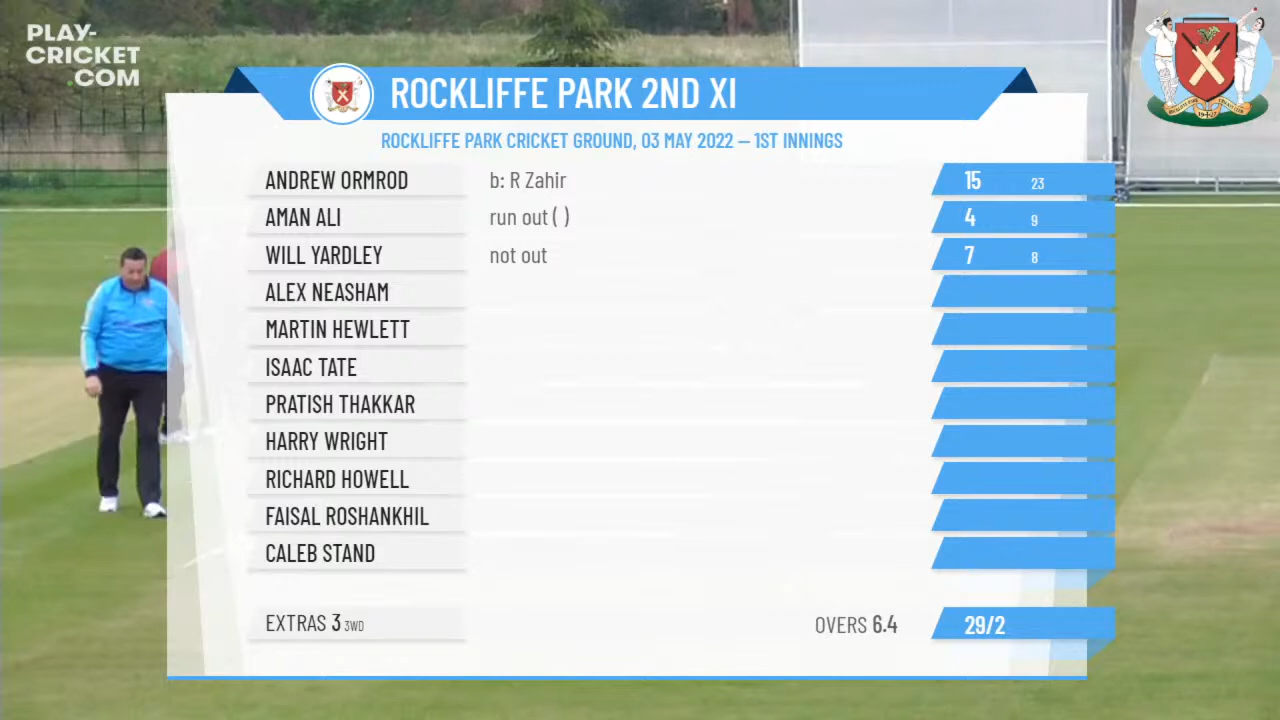 PLAY-
CRICKET
.COM
ROCKLIFFE PARK 2ND XI
ROCKLIFFE PARK CRICKET GROUND, 03 MAY 2022 – 1ST INNINGS
ANDREW ORMROD b: R Zahir 15 23
AMAN ALI run out ( ) 4 9
WILL YARDLEY not out 7 8
ALEX NEASHAM
MARTIN HEWLETT
ISAAC TATE
PRATISH THAKKAR
HARRY WRIGHT
RICHARD HOWELL
FAISAL ROSHANKHIL
CALEB STAND
EXTRAS 3 3WD OVERS 6.4 29/2